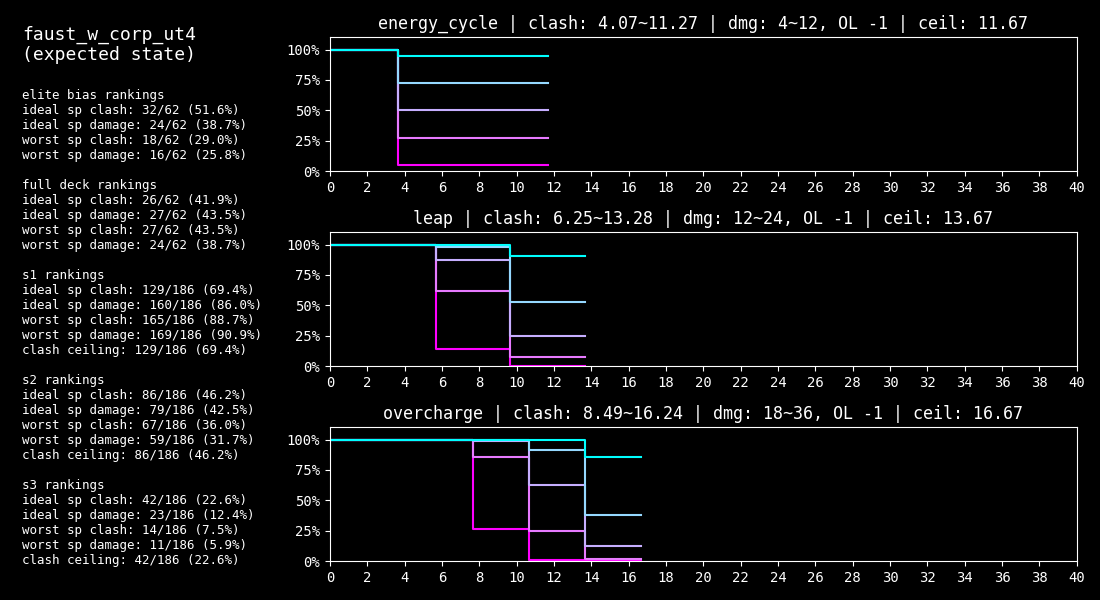 faust_w_corp_ut4
(expected state)
elite bias rankings
ideal sp clash: 32/62 (51.6%)
ideal sp damage: 24/62 (38.7%)
worst sp clash: 18/62 (29.0%)
worst sp damage: 16/62 (25.8%)
full deck rankings
ideal sp clash: 26/62 (41.9%)
ideal sp damage: 27/62 (43.5%)
worst sp clash: 27/62 (43.5%)
worst sp damage: 24/62 (38.7%)
s1 rankings
ideal sp clash: 129/186 (69.4%)
ideal sp damage: 160/186 (86.0%)
worst sp clash: 165/186 (88.7%)
worst sp damage: 169/186 (90.9%)
clash ceiling: 129/186 (69.4%)
s2 rankings
ideal sp clash: 86/186 (46.2%)
ideal sp damage: 79/186 (42.5%)
worst sp clash: 67/186 (36.0%)
worst sp damage: 59/186 (31.7%)
clash ceiling: 86/186 (46.2%)
s3 rankings
ideal sp clash: 42/186 (22.6%)
ideal sp damage: 23/186 (12.4%)
worst sp clash: 14/186 (7.5%)
worst sp damage: 11/186 (5.9%)
clash ceiling: 42/186 (22.6%)
energy_cycle | clash: 4.07~11.27 | dmg: 4~12, OL -1 | ceil: 11.67
100%
75%
50%
25%
0%
0 2 4 6 8 10 12 14 16 18 20 22 24 26 28 30 32 34 36 38 40
leap | clash: 6.25~13.28 | dmg: 12~24, OL -1 | ceil: 13.67
100%
75%
50%
25%
0%
0 2 4 6 8 10 12 14 16 18 20 22 24 26 28 30 32 34 36 38 40
overcharge | clash: 8.49~16.24 | dmg: 18~36, OL -1 | ceil: 16.67
100%
75%
50%
25%
0%
0 2 4 6 8 10 12 14 16 18 20 22 24 26 28 30 32 34 36 38 40